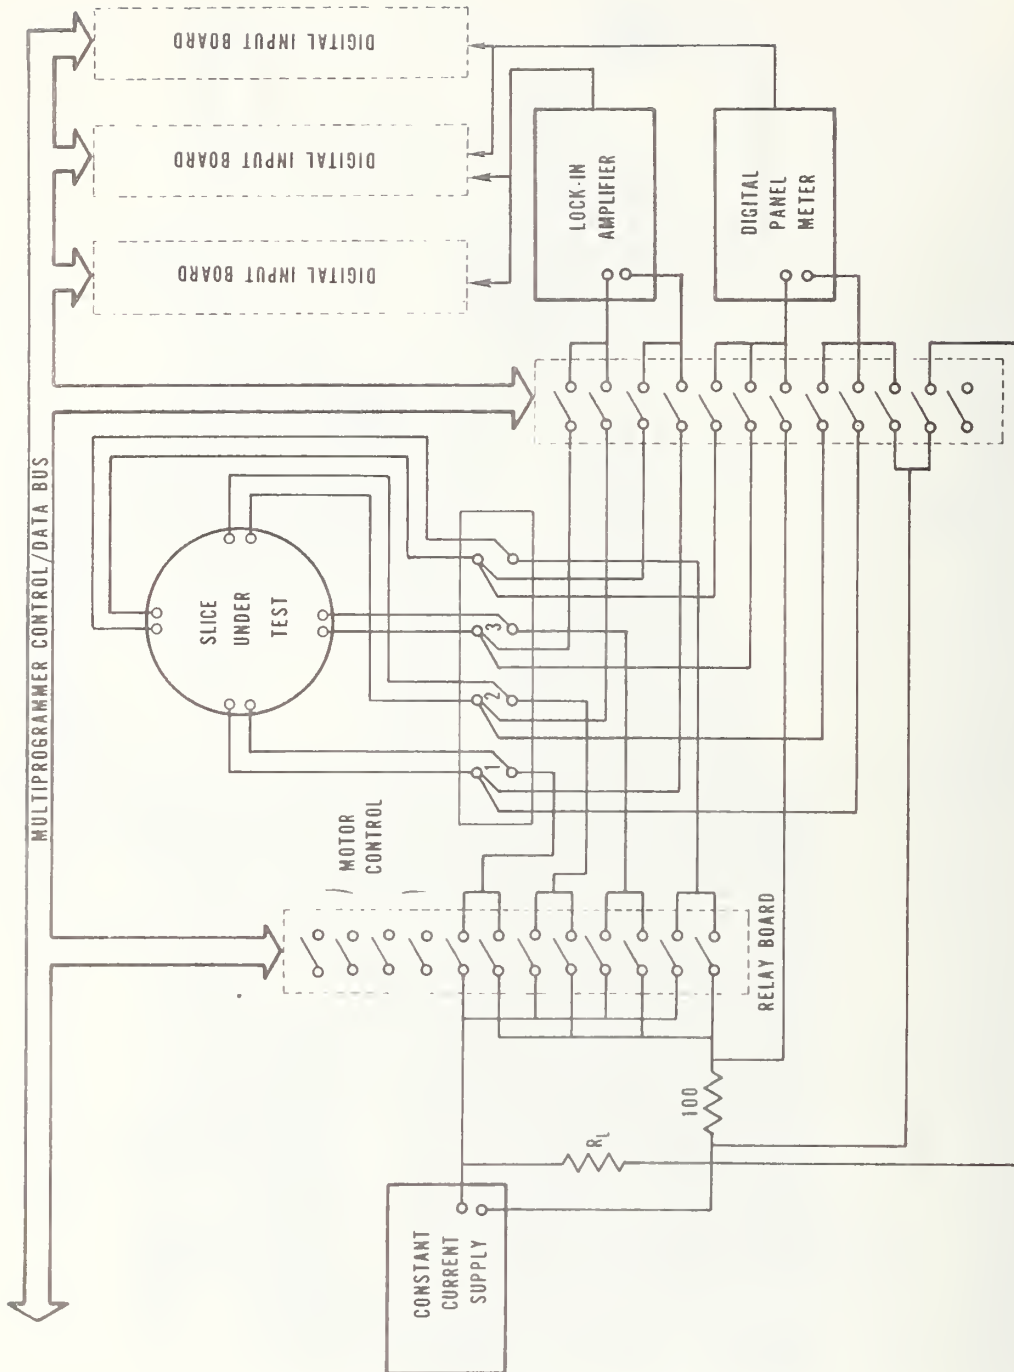 MULTIPROGRAMMER CONTROL/DATA BUS
DIGITAL INPUT BOARD
DIGITAL INPUT BOARD
DIGITAL INPUT BOARD
LOCK-IN
AMPLIFIER
DIGITAL
PANEL
METER
SLICE
UNDER
TEST
MOTOR
CONTROL
1
2
3
RELAY BOARD
CONSTANT
CURRENT
SUPPLY
RL
100